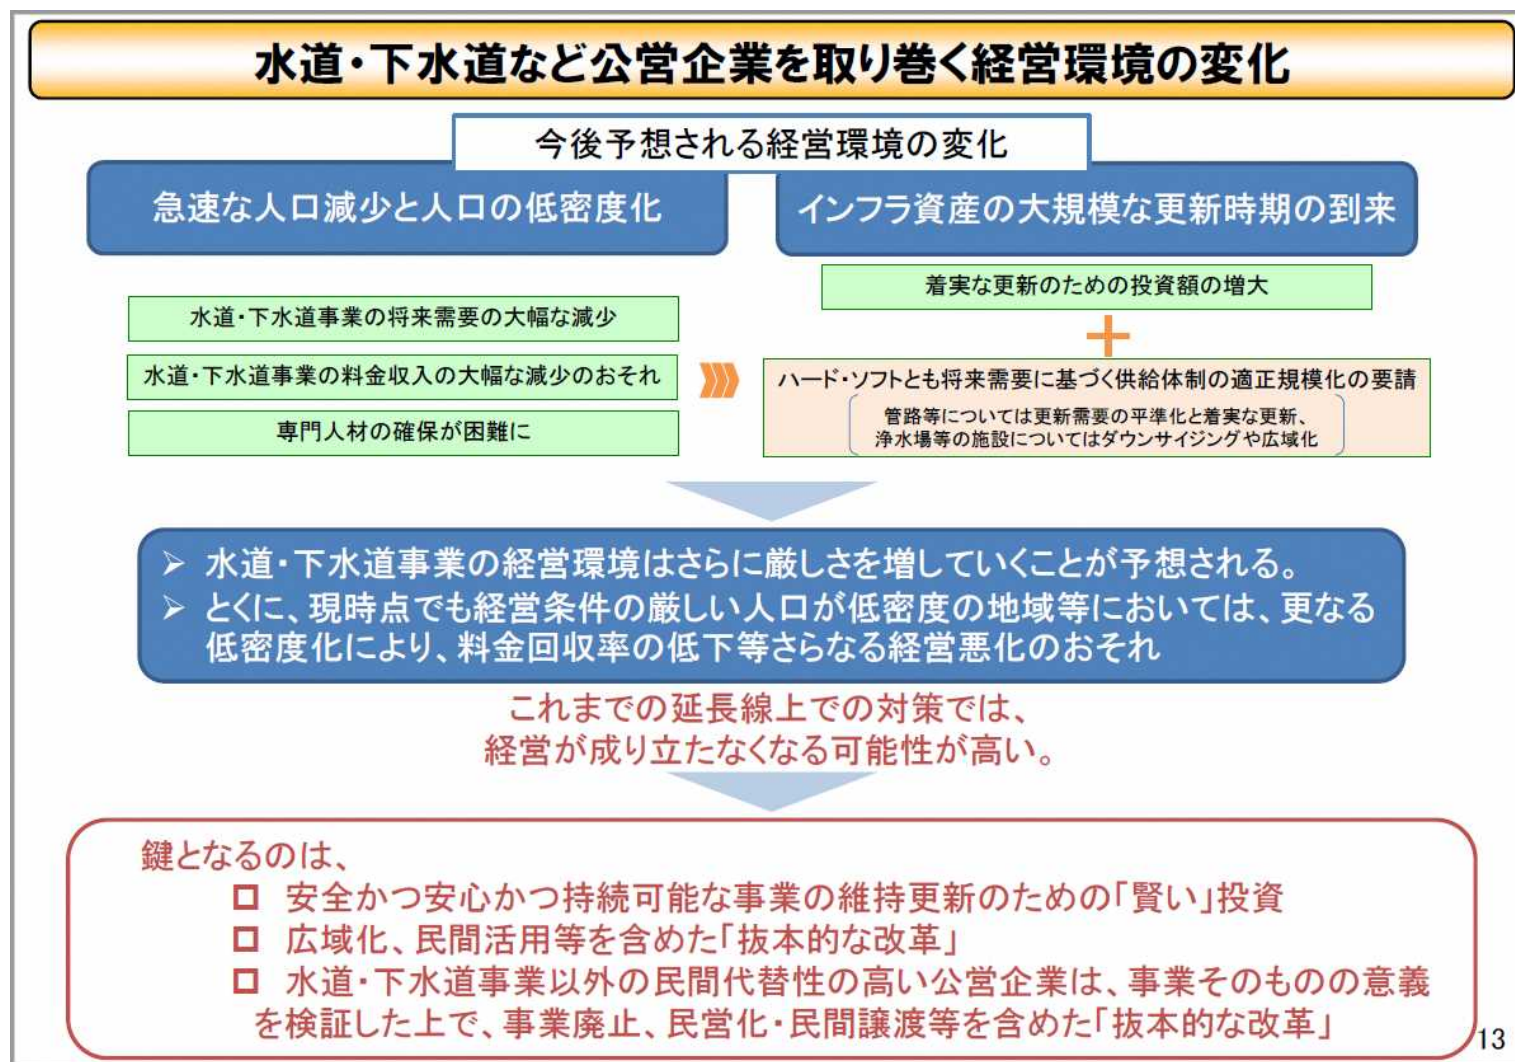 水道・下水道など公営企業を取り巻く経営環境の変化
今後予想される経営環境の変化
急速な人口減少と人口の低密度化
水道・下水道事業の将来需要の大幅な減少
水道・下水道事業の料金収入の大幅な減少のおそれ
専門人材の確保が困難に
インフラ資産の大規模な更新時期の到来
着実な更新のための投資額の増大
ハード・ソフトとも将来需要に基づく供給体制の適正規模化の要請
管路等については更新需要の平準化と着実な更新、
浄水場等の施設についてはダウンサイジングや広域化
➢ 水道・下水道事業の経営環境はさらに厳しさを増していくことが予想される。
➢ とくに、現時点でも経営条件の厳しい人口が低密度の地域等においては、更なる
低密度化により、料金回収率の低下等さらなる経営悪化のおそれ
これまでの延長線上での対策では、
経営が成り立たなくなる可能性が高い。
鍵となるのは、
□ 安全かつ安心かつ持続可能な事業の維持更新のための「賢い」投資
□ 広域化、民間活用等を含めた「抜本的な改革」
□ 水道・下水道事業以外の民間代替性の高い公営企業は、事業そのものの意義
を検証した上で、事業廃止、民営化・民間譲渡等を含めた「抜本的な改革」
13